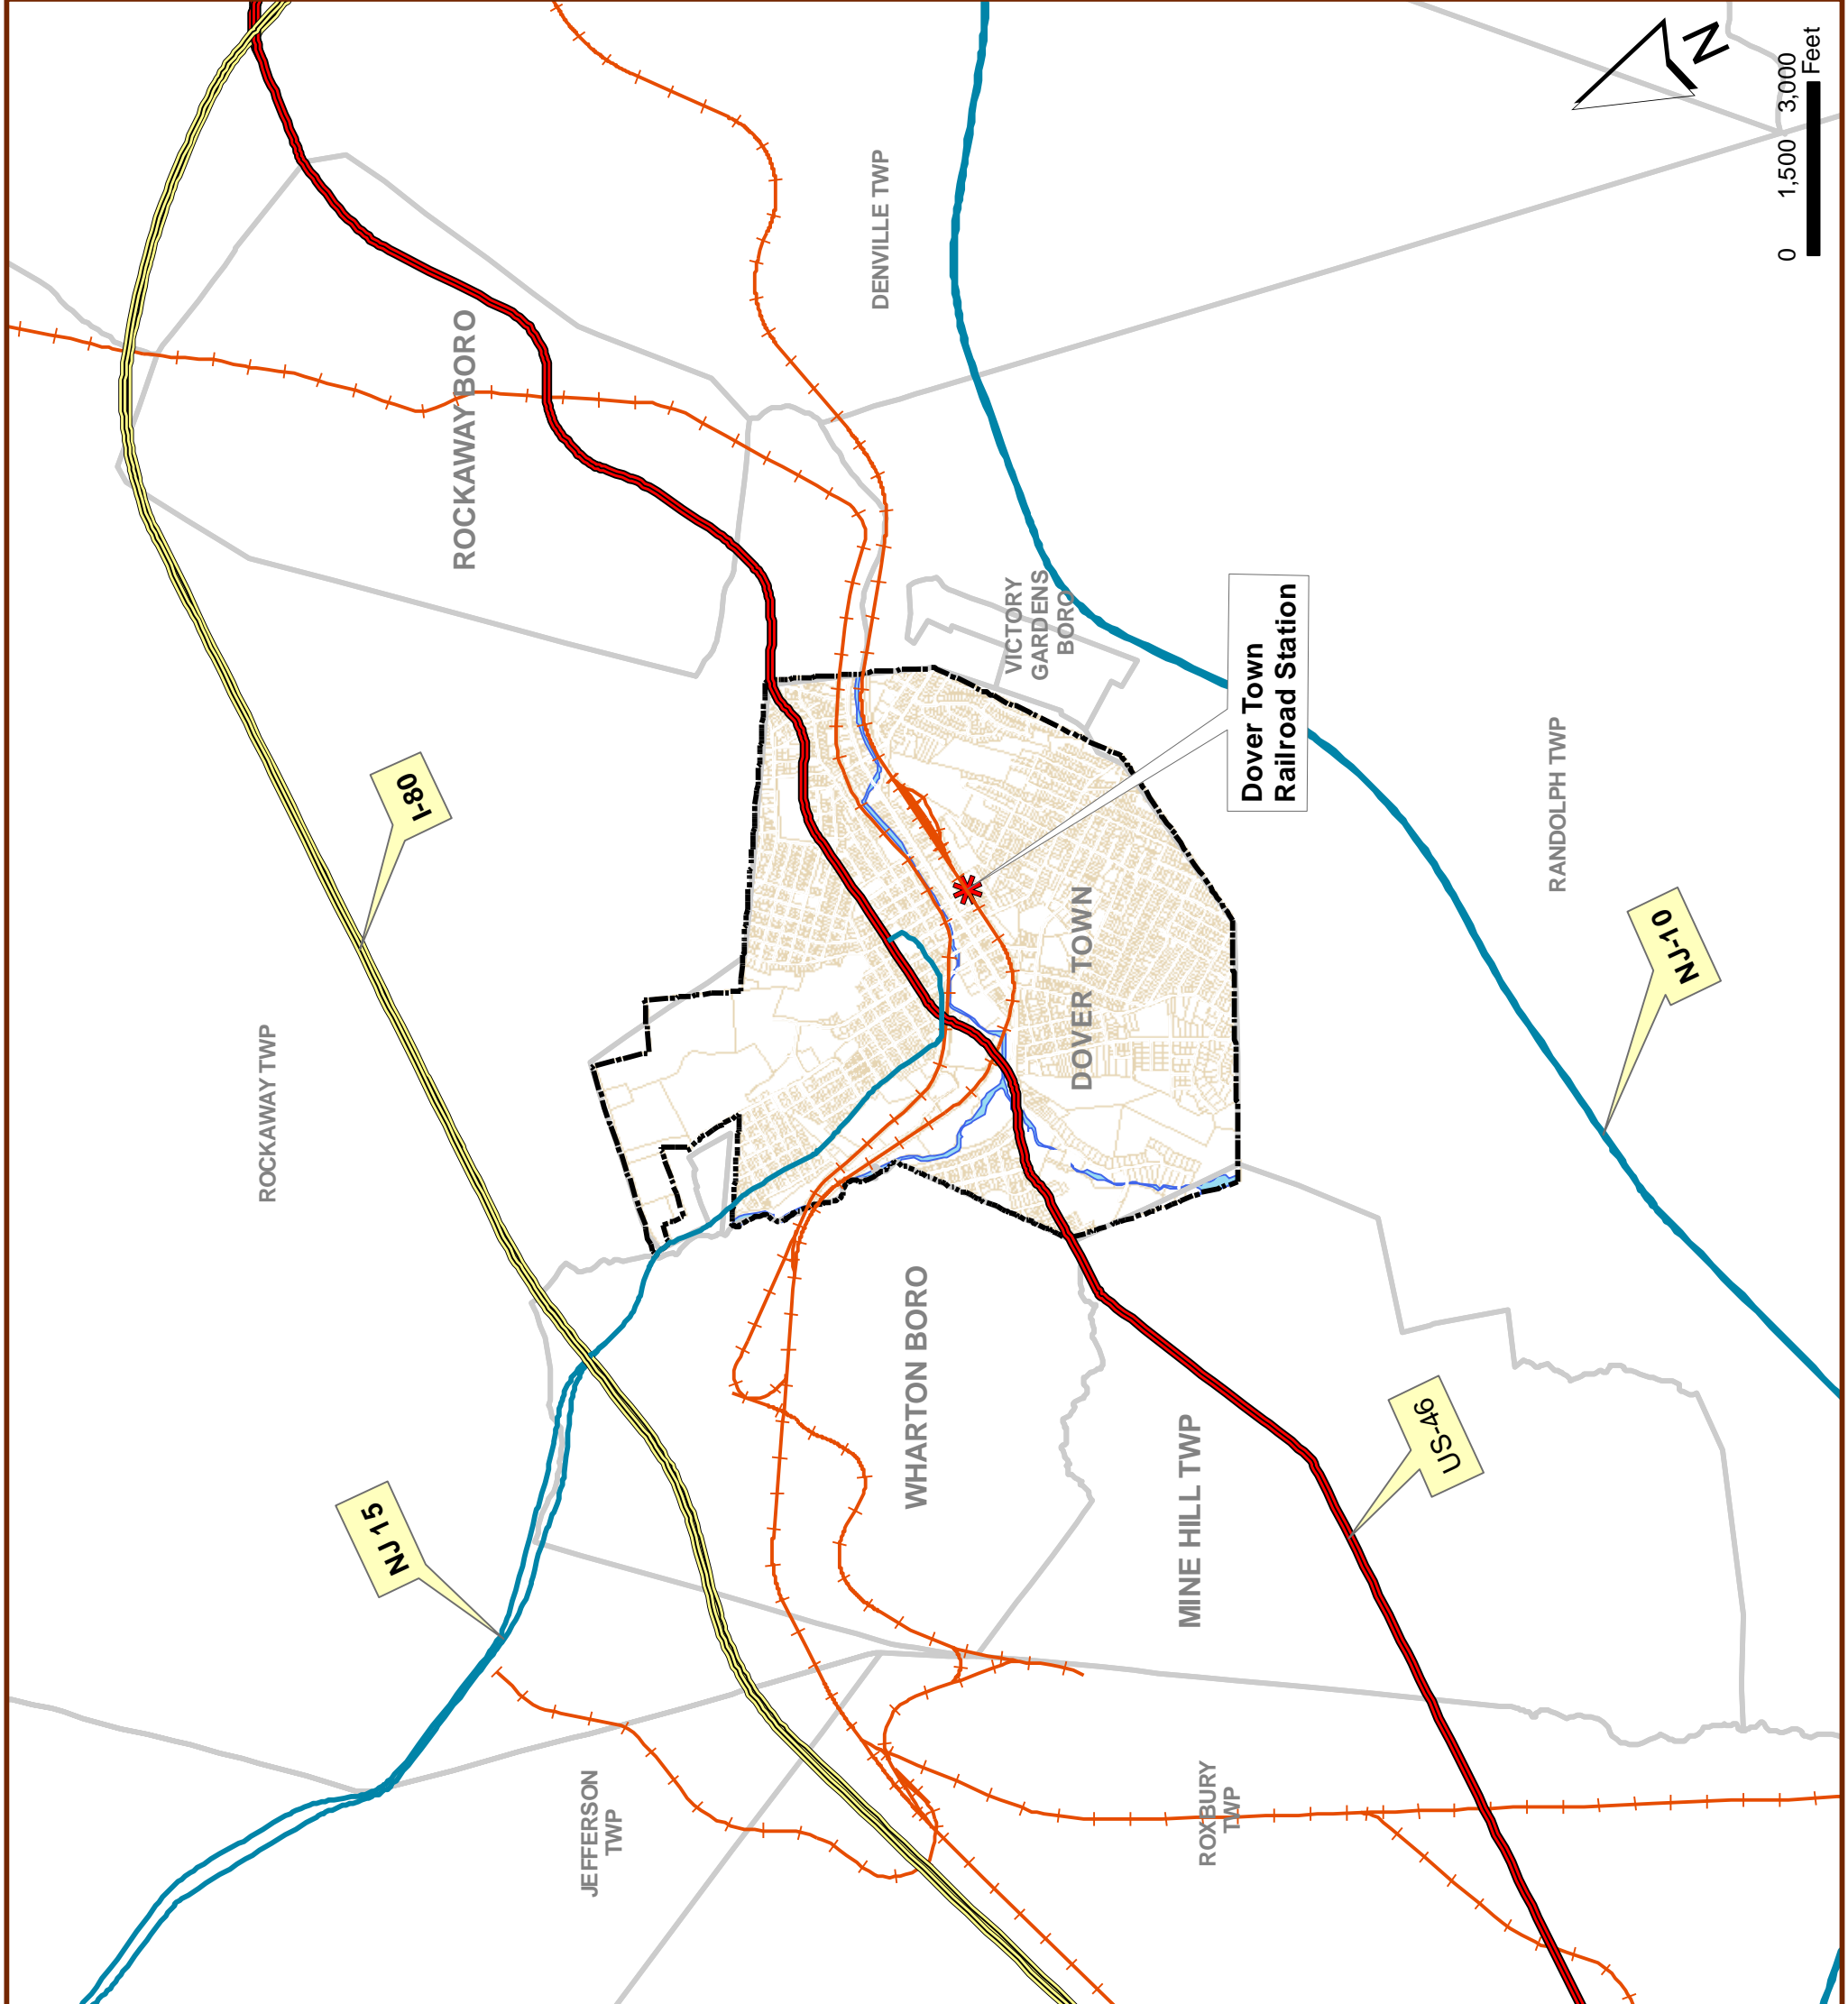 NJ 15
I-80
ROCKAWAY TWP
ROCKAWAY BORO
JEFFERSON
TWP
WHARTON BORO
DENVILLE TWP
VICTORY
GARDENS
BORO
DOVER TOWN
MINE HILL TWP
ROXBURY
TWP
Dover Town
Railroad Station
US-46
RANDOLPH TWP
NJ-10
N
0 1,500 3,000
Feet